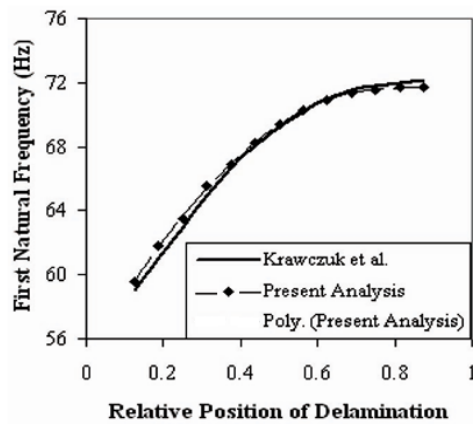 First Natural Frequency (Hz)
76
72
68
64
60
56
Krawczuk et al.
Present Analysis
Poly. (Present Analysis)
0
0.2
0.4
0.6
0.8
1
Relative Position of Delamination